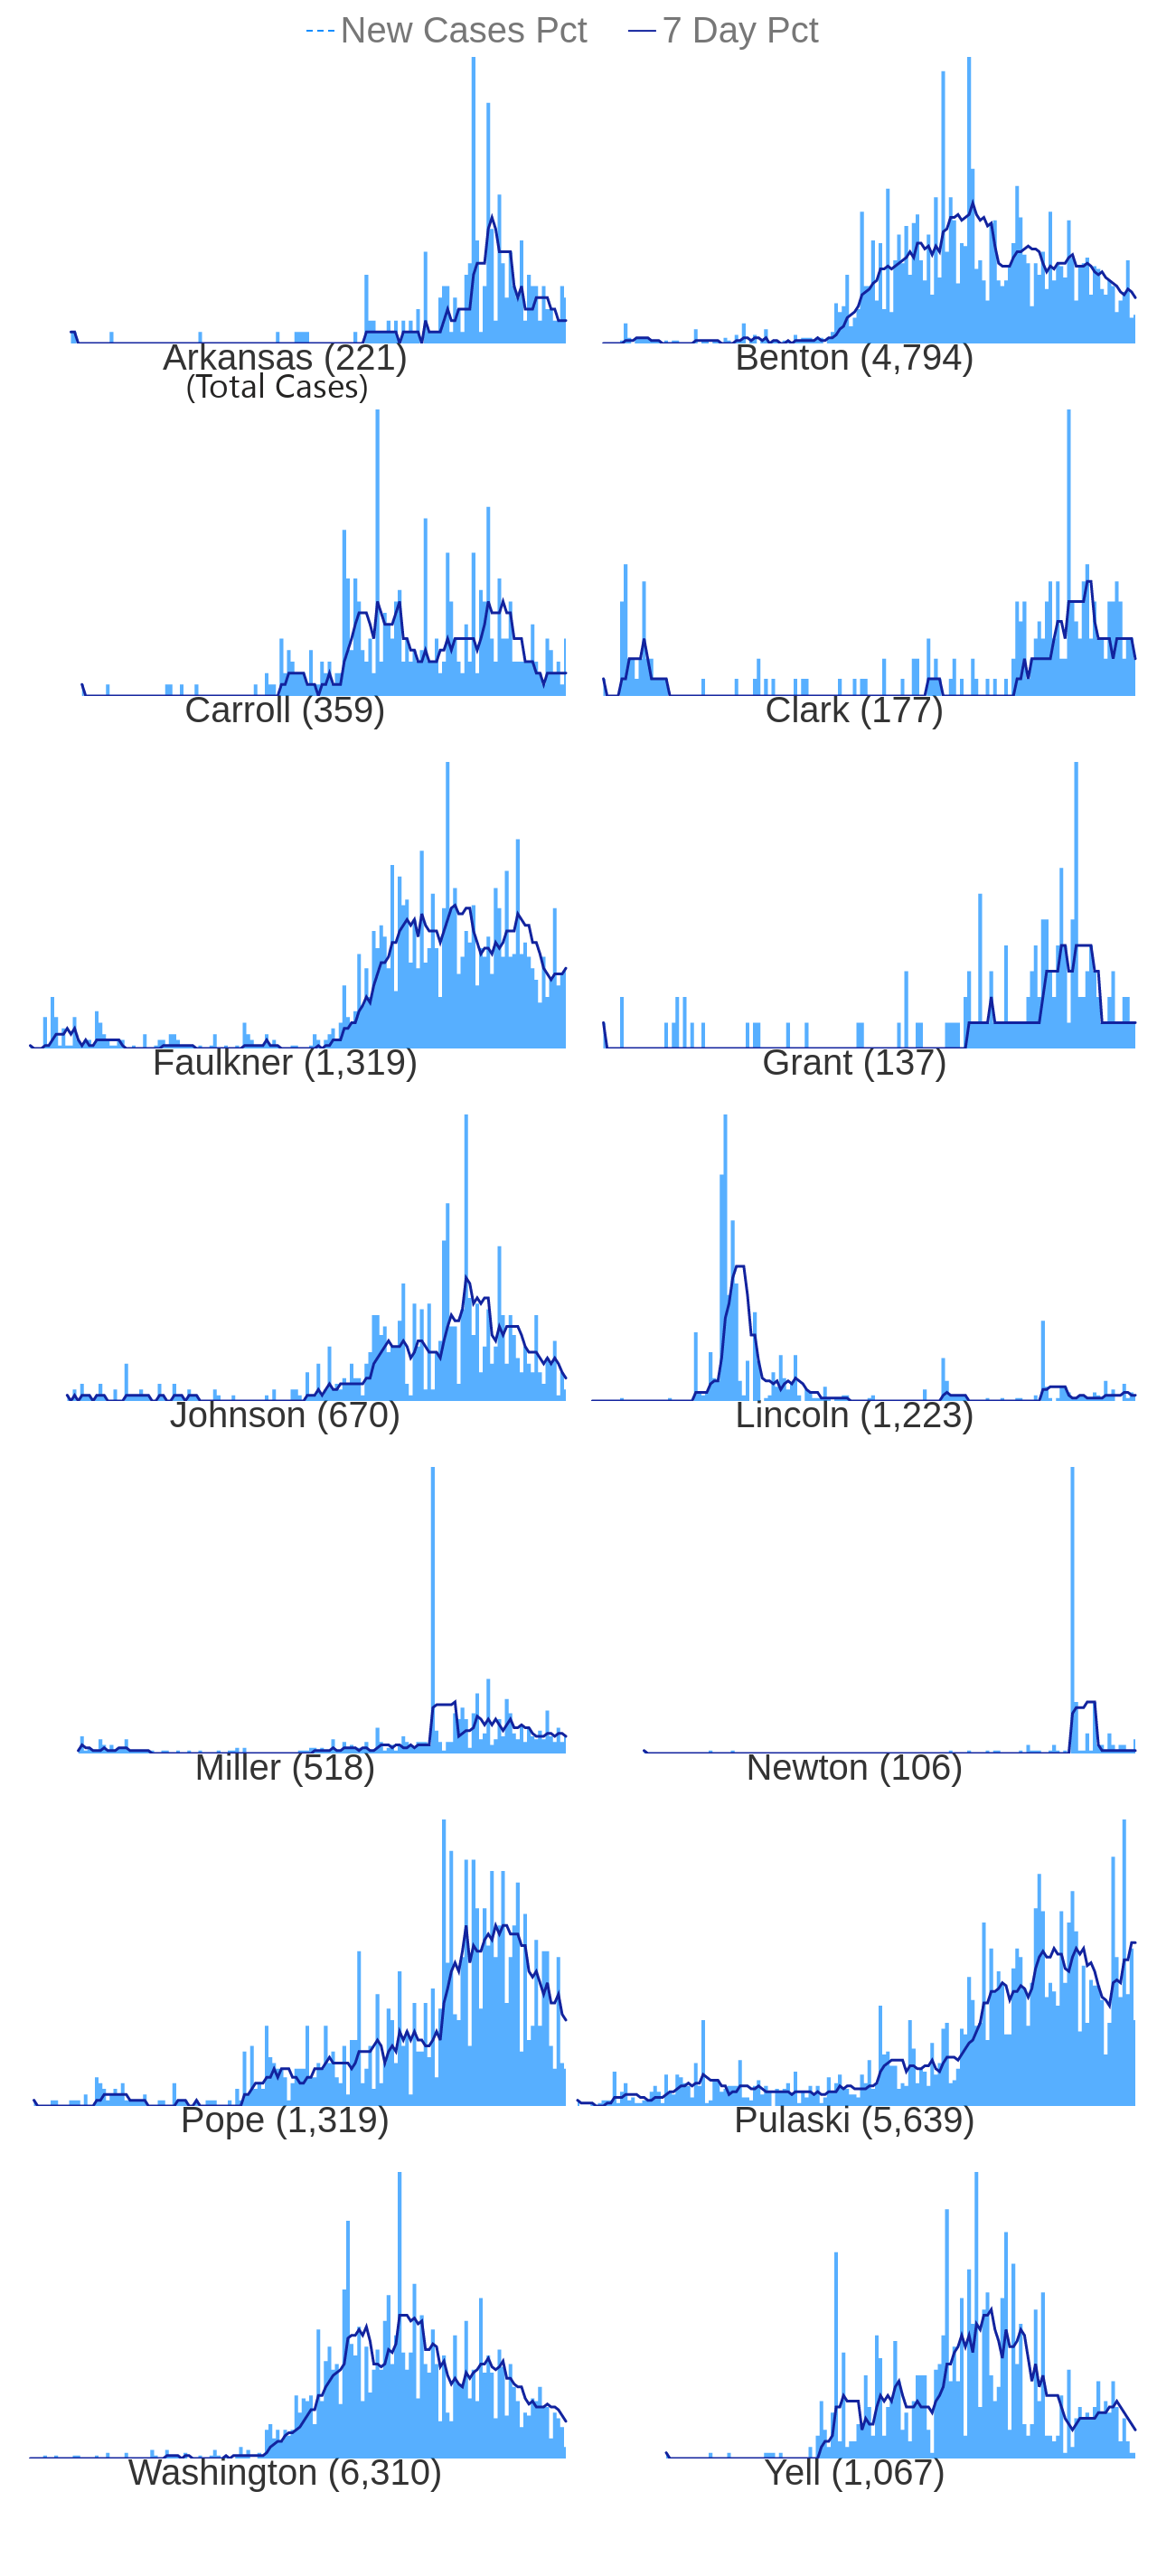 New Cases Pct 7 Day Pct
Arkansas (221) Benton (4,794)
(Total Cases)
Carroll (359) Clark (177)
Faulkner (1,319) Grant (137)
Johnson (670) Lincoln (1,223)
Miller (518) Newton (106)
Pope (1,319) Pulaski (5,639)
Washington (6,310) Yell (1,067)